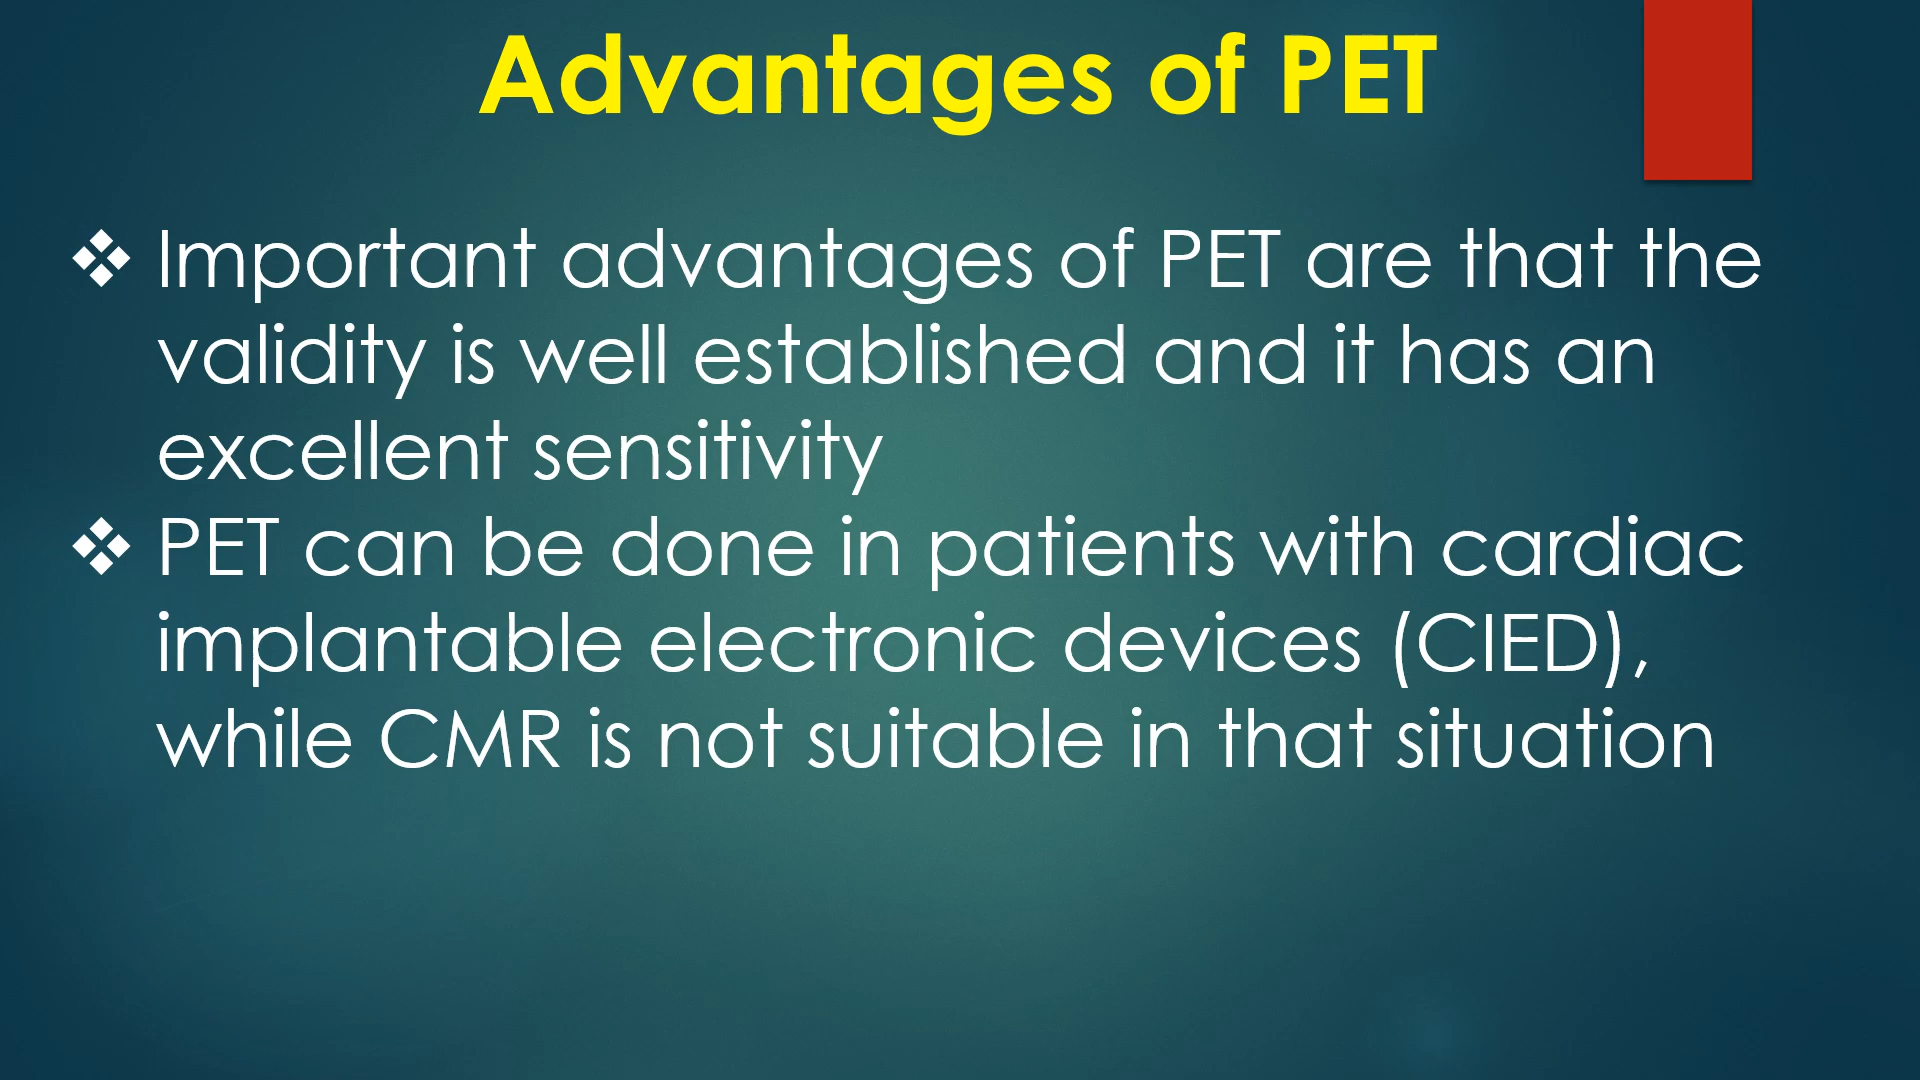 Advantages of PET
❖ Important advantages of PET are that the
validity is well established and it has an
excellent sensitivity
❖ PET can be done in patients with cardiac
implantable electronic devices (CIED),
while CMR is not suitable in that situation